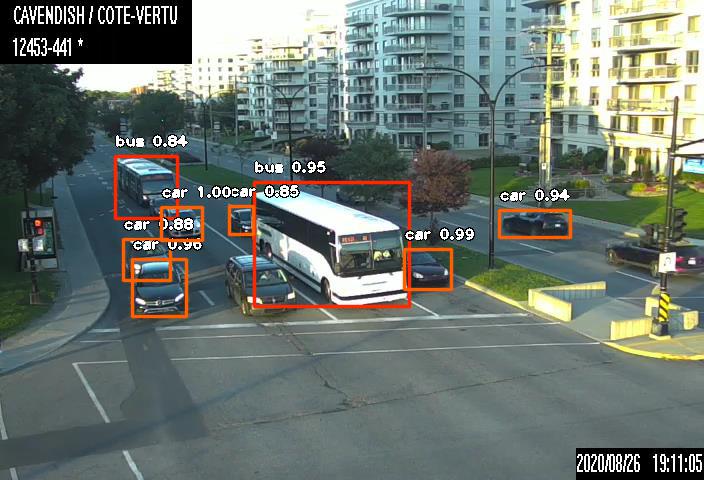 CAVENDISH / COTE-VERTU
12453-441 *
bus 0.84
bus 0.95
car 1.00
car 0.85
car 0.94
car 0.88
car 0.99
car 0.96
2020/08/26 19:11:05